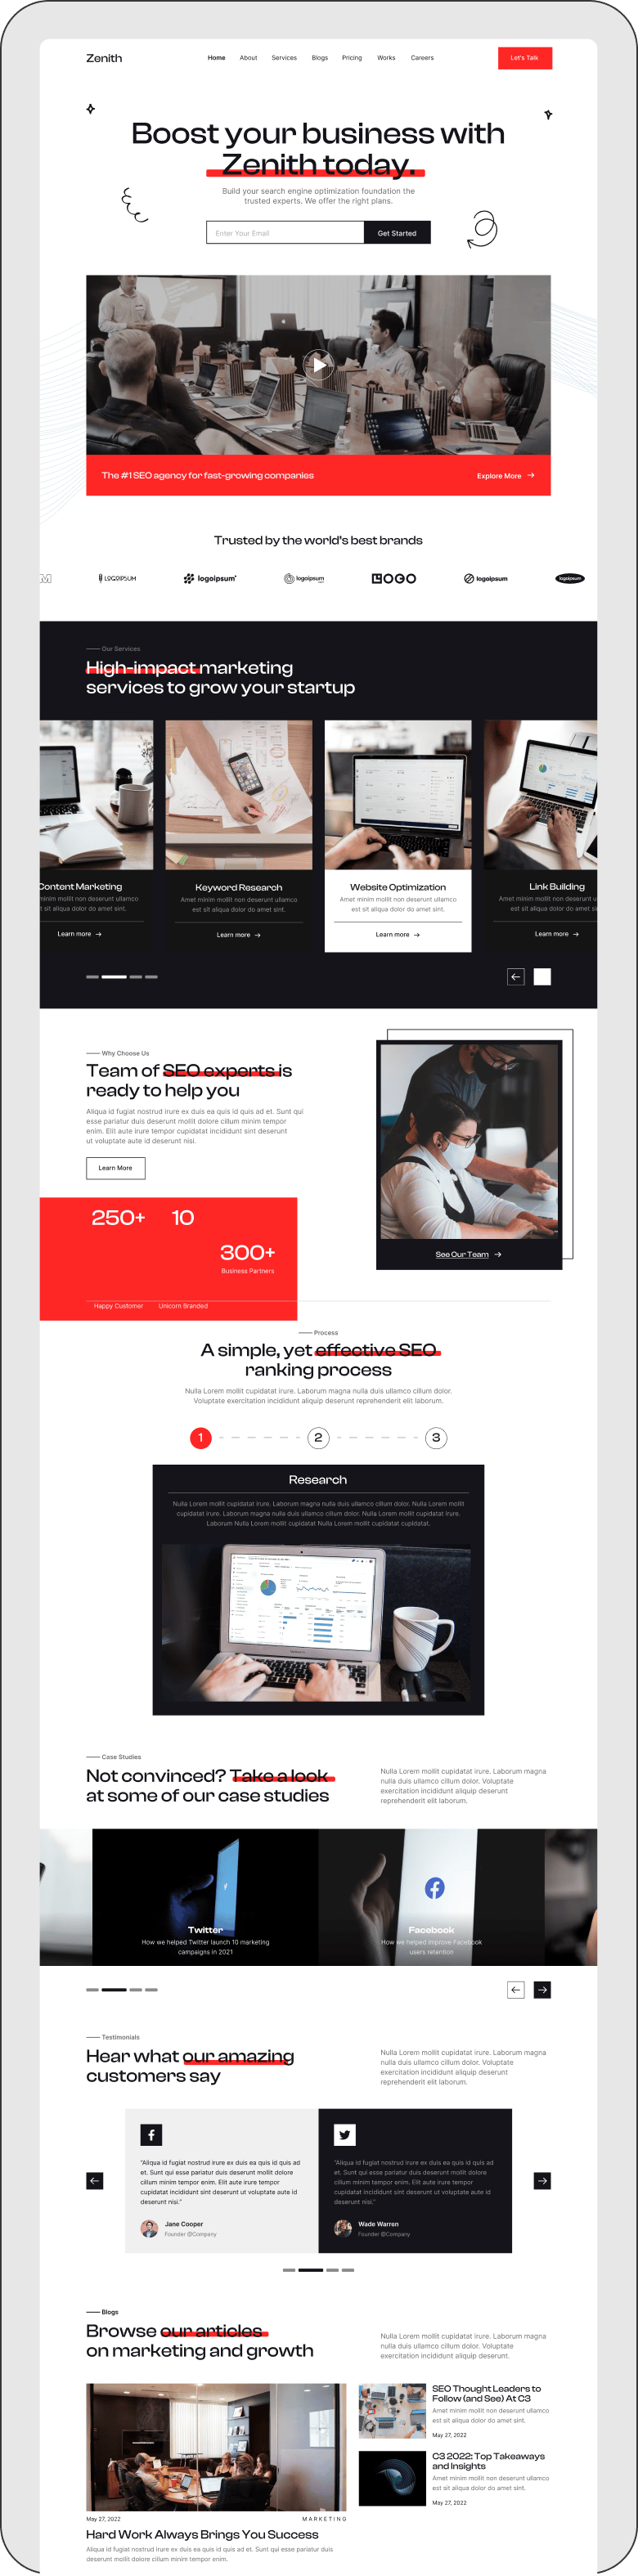 Zenith
Home About Services Blogs Pricing Works Careers
Let's Talk
Boost your business with
Zenith today.
Build your search engine optimization foundation the
trusted experts. We offer the right plans.
Enter Your Email
Get Started
The #1 SEO agency for fast-growing companies
Explore More
Trusted by the world's best brands
M
LOGOIPSUM
logoipsum
logoipsum
LOGO
logoipsum
logoipsum
Our Services
High-impact marketing
services to grow your startup
Content Marketing
minim mollit non deserunt ullamco
est sit aliqua dolor do amet sint.
Learn more
Keyword Research
Amet minim mollit non deserunt ullamco
est sit aliqua dolor do amet sint.
Learn more
Website Optimization
Amet minim mollit non deserunt ullamco
est sit aliqua dolor do amet sint.
Learn more
Link Building
Amet minim mollit non deserunt u
est sit aliqua dolor do amet si
Learn more
Why Choose Us
Team of SEO experts is
ready to help you
Aliqua id fugiat nostrud irure ex duis ea quis id quis ad et. Sunt qui
esse pariatur duis deserunt mollit dolore cillum minim tempor
enim. Elit aute irure tempor cupidatat incididunt sint deserunt
ut voluptate aute id deserunt nisi.
Learn More
See Our Team
250+ 10
300+
Business Partners
Happy Customer Unicorn Branded
Process
A simple, yet effective SEO
ranking process
Nulla Lorem mollit cupidatat irure. Laborum magna nulla duis ullamco cillum dolor.
Voluptate exercitation incididunt aliquip deserunt reprehenderit elit laborum.
1 2 3
Research
Nulla Lorem mollit cupidatat irure. Laborum magna nulla duis ullamco cillum dolor. Nulla Lorem mollit
cupidatat irure. Laborum magna nulla duis ullamco cillum dolor. Nulla Lorem mollit cupidatat irure.
Laborum Nulla Lorem mollit cupidatat Nulla Lorem mollit cupidatat cupidatat.
Case Studies
Not convinced? Take a look
at some of our case studies
Nulla Lorem mollit cupidatat irure. Laborum magna
nulla duis ullamco cillum dolor. Voluptate
exercitation incididunt aliquip deserunt
reprehenderit elit laborum.
Twitter
How we helped Twitter launch 10 marketing
campaigns in 2021
Facebook
How we helped improve Facebook
users retention
Testimonials
Hear what our amazing
customers say
Nulla Lorem mollit cupidatat irure. Laborum magna
nulla duis ullamco cillum dolor. Voluptate
exercitation incididunt aliquip deserunt
reprehenderit elit laborum.
"Aliqua id fugiat nostrud irure ex duis ea quis id quis ad
et. Sunt qui esse pariatur duis deserunt mollit dolore
cillum minim tempor enim. Elit aute irure tempor
cupidatat incididunt sint deserunt ut voluptate aute id
deserunt nisi."
Jane Cooper
Founder @Company
"Aliqua id fugiat nostrud irure ex duis ea quis id quis ad
et. Sunt qui esse pariatur duis deserunt mollit dolore
cillum minim tempor enim. Elit aute irure tempor
cupidatat incididunt sint deserunt ut voluptate aute id
deserunt nisi."
Wade Warren
Founder @Company
Blogs
Browse our articles
on marketing and growth
Nulla Lorem mollit cupidatat irure. Laborum magna
nulla duis ullamco cillum dolor. Voluptate
exercitation incididunt aliquip deserunt.
May 27, 2022
MARKETING
Hard Work Always Brings You Success
Aliqua id fugiat nostrud irure ex duis ea quis id quis ad et. Sunt qui esse pariatur duis
deserunt mollit dolore cillum minim tempor enim.
SEO Thought Leaders to
Follow (and See) At C3
Amet minim mollit non deserunt ullamco
est sit aliqua dolor do amet sint.
May 27, 2022
C3 2022: Top Takeaways
and Insights
Amet minim mollit non deserunt ullamco
est sit aliqua dolor do amet sint.
May 27, 2022